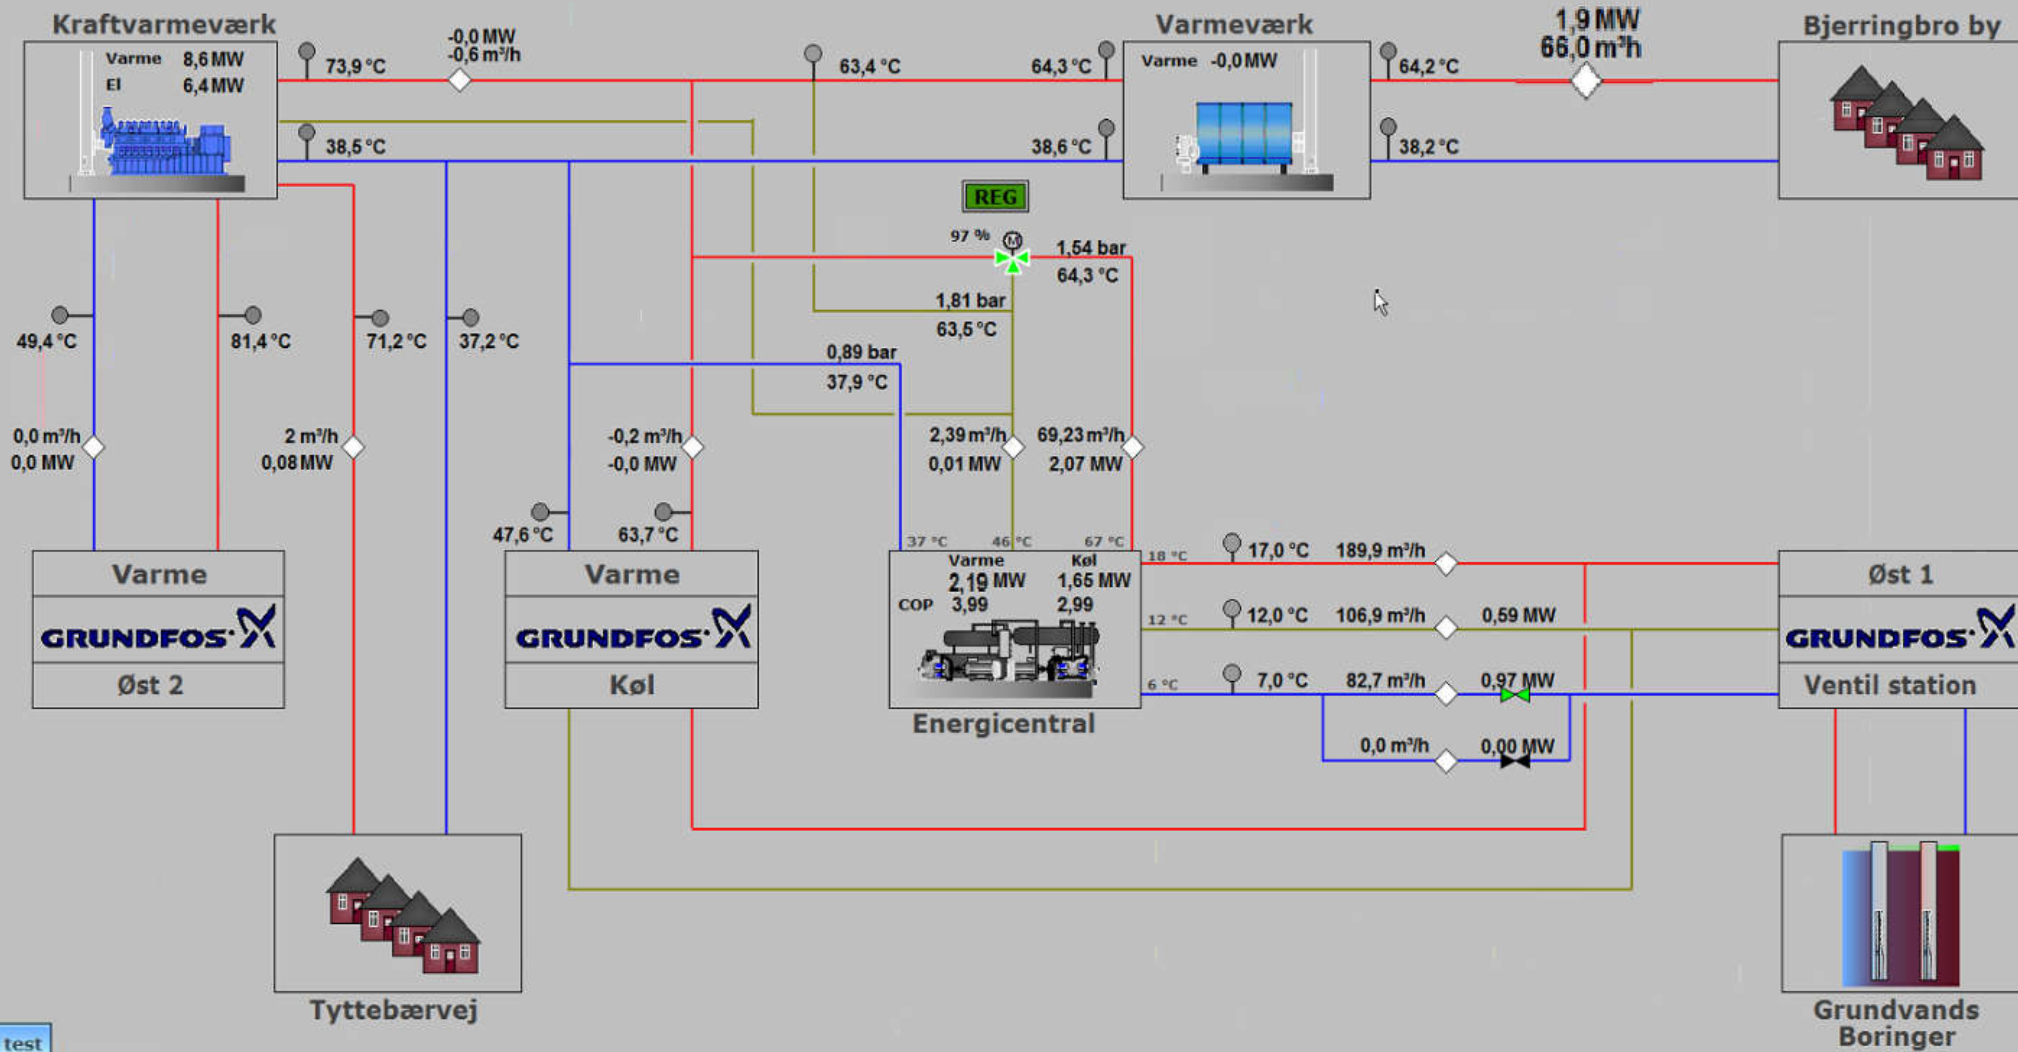 Kraftvarmeværk
Varme 8,6 MW
El 6,4 MW
73,9 °C
-0,0 MW
-0,6 m³/h
63,4 °C
64,3 °C
38,5 °C
38,6 °C
Varmeværk
Varme -0,0 MW
64,2 °C
38,2 °C
1,9 MW
66,0 m³/h
Bjerringbro by
REG
97 %
M
1,54 bar
64,3 °C
1,81 bar
63,5 °C
0,89 bar
37,9 °C
49,4 °C
81,4 °C
71,2 °C
37,2 °C
0,0 m³/h
0,0 MW
2 m³/h
0,08 MW
-0,2 m³/h
-0,0 MW
2,39 m³/h
0,01 MW
69,23 m³/h
2,07 MW
47,6 °C
63,7 °C
37 °C
46 °C
67 °C
Varme
GRUNDFOS
Øst 2
Varme
GRUNDFOS
Køl
Varme Køl
2,19 MW 1,65 MW
COP 3,99 2,99
Energicentral
18 °C
17,0 °C 189,9 m³/h
12 °C
12,0 °C 106,9 m³/h 0,59 MW
6 °C
7,0 °C 82,7 m³/h 0,97 MW
0,0 m³/h 0,00 MW
Øst 1
GRUNDFOS
Ventil station
Tyttebærvej
Grundvands
Boringer
test